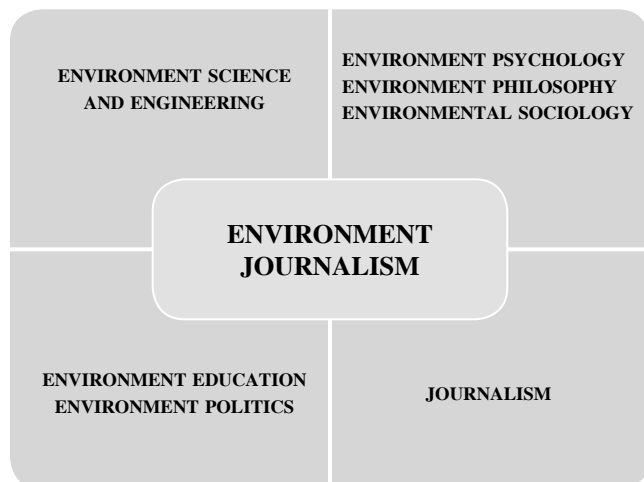 ENVIRONMENT SCIENCE
AND ENGINEERING
ENVIRONMENT PSYCHOLOGY
ENVIRONMENT PHILOSOPHY
ENVIRONMENTAL SOCIOLOGY
ENVIRONMENT
JOURNALISM
ENVIRONMENT EDUCATION
ENVIRONMENT POLITICS
JOURNALISM